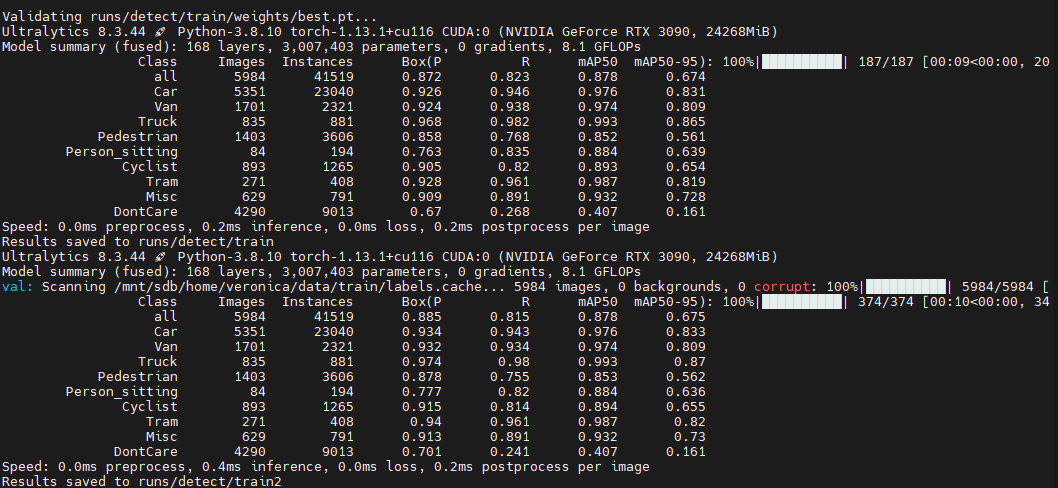 Validating runs/detect/train/weights/best.pt...
Ultralytics 8.3.44 🚀 Python-3.8.10 torch-1.13.1+cu116 CUDA:0 (NVIDIA GeForce RTX 3090, 24268MiB)
Model summary (fused): 168 layers, 3,007,403 parameters, 0 gradients, 8.1 GFLOPs
Class Images Instances Box(P R mAP50 mAP50-95): 100%|██████████| 187/187 [00:09<00:00, 20
all 5984 41519 0.872 0.823 0.878 0.674
Car 5351 23040 0.926 0.946 0.976 0.831
Van 1701 2321 0.924 0.938 0.974 0.809
Truck 835 881 0.968 0.982 0.993 0.865
Pedestrian 1403 3606 0.858 0.768 0.852 0.561
Person_sitting 84 194 0.763 0.835 0.884 0.639
Cyclist 893 1265 0.905 0.82 0.893 0.654
Tram 271 408 0.928 0.961 0.987 0.819
Misc 629 791 0.909 0.891 0.932 0.728
DontCare 4290 9013 0.67 0.268 0.407 0.161
Speed: 0.0ms preprocess, 0.2ms inference, 0.0ms loss, 0.2ms postprocess per image
Results saved to runs/detect/train
Ultralytics 8.3.44 🚀 Python-3.8.10 torch-1.13.1+cu116 CUDA:0 (NVIDIA GeForce RTX 3090, 24268MiB)
Model summary (fused): 168 layers, 3,007,403 parameters, 0 gradients, 8.1 GFLOPs
val: Scanning /mnt/sdb/home/veronica/data/train/labels.cache... 5984 images, 0 backgrounds, 0 corrupt: 100%|██████████| 5984/5984 [
Class Images Instances Box(P R mAP50 mAP50-95): 100%|██████████| 374/374 [00:10<00:00, 34
all 5984 41519 0.885 0.815 0.878 0.675
Car 5351 23040 0.934 0.943 0.976 0.833
Van 1701 2321 0.932 0.934 0.974 0.809
Truck 835 881 0.974 0.98 0.993 0.87
Pedestrian 1403 3606 0.878 0.755 0.853 0.562
Person_sitting 84 194 0.777 0.82 0.884 0.636
Cyclist 893 1265 0.915 0.814 0.894 0.655
Tram 271 408 0.94 0.961 0.987 0.82
Misc 629 791 0.913 0.891 0.932 0.73
DontCare 4290 9013 0.701 0.241 0.407 0.161
Speed: 0.0ms preprocess, 0.4ms inference, 0.0ms loss, 0.2ms postprocess per image
Results saved to runs/detect/train2